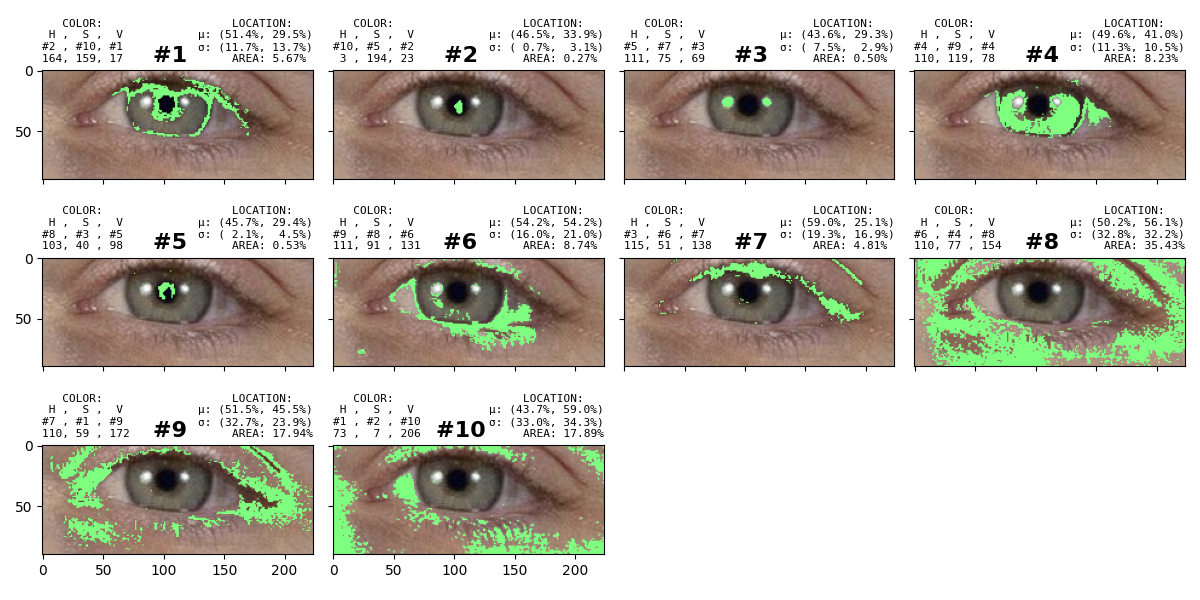 COLOR: LOCATION: COLOR: LOCATION: COLOR: LOCATION: COLOR: LOCATION:
H , S , V μ: (51.4%, 29.5%) H , S , V μ: (46.5%, 33.9%) H , S , V μ: (43.6%, 29.3%) H , S , V μ: (49.6%, 41.0%)
#2 , #10, #1 #1 σ: (11.7%, 13.7%) #10, #5 , #2 #2 σ: ( 0.7%, 3.1%) #5 , #7 , #3 #3 σ: ( 7.5%, 2.9%) #4 , #9 , #4 #4 σ: (11.3%, 10.5%)
164, 159, 17 AREA: 5.67% 3 , 194, 23 AREA: 0.27% 111, 75 , 69 AREA: 0.50% 110, 119, 78 AREA: 8.23%
0
50
COLOR: LOCATION: COLOR: LOCATION: COLOR: LOCATION: COLOR: LOCATION:
H , S , V μ: (45.7%, 29.4%) H , S , V μ: (54.2%, 54.2%) H , S , V μ: (59.0%, 25.1%) H , S , V μ: (50.2%, 56.1%)
#8 , #3 , #5 #5 σ: ( 2.1%, 4.5%) #9 , #8 , #6 #6 σ: (16.0%, 21.0%) #3 , #6 , #7 #7 σ: (19.3%, 16.9%) #6 , #4 , #8 #8 σ: (32.8%, 32.2%)
103, 40 , 98 AREA: 0.53% 111, 91 , 131 AREA: 8.74% 115, 51 , 138 AREA: 4.81% 110, 77 , 154 AREA: 35.43%
0
50
COLOR: LOCATION: COLOR: LOCATION:
H , S , V μ: (51.5%, 45.5%) H , S , V μ: (43.7%, 59.0%)
#7 , #1 , #9 #9 σ: (32.7%, 23.9%) #1 , #2 , #10 #10 σ: (33.0%, 34.3%)
110, 59 , 172 AREA: 17.94% 73 , 7 , 206 AREA: 17.89%
0
50
0 50 100 150 200 0 50 100 150 200